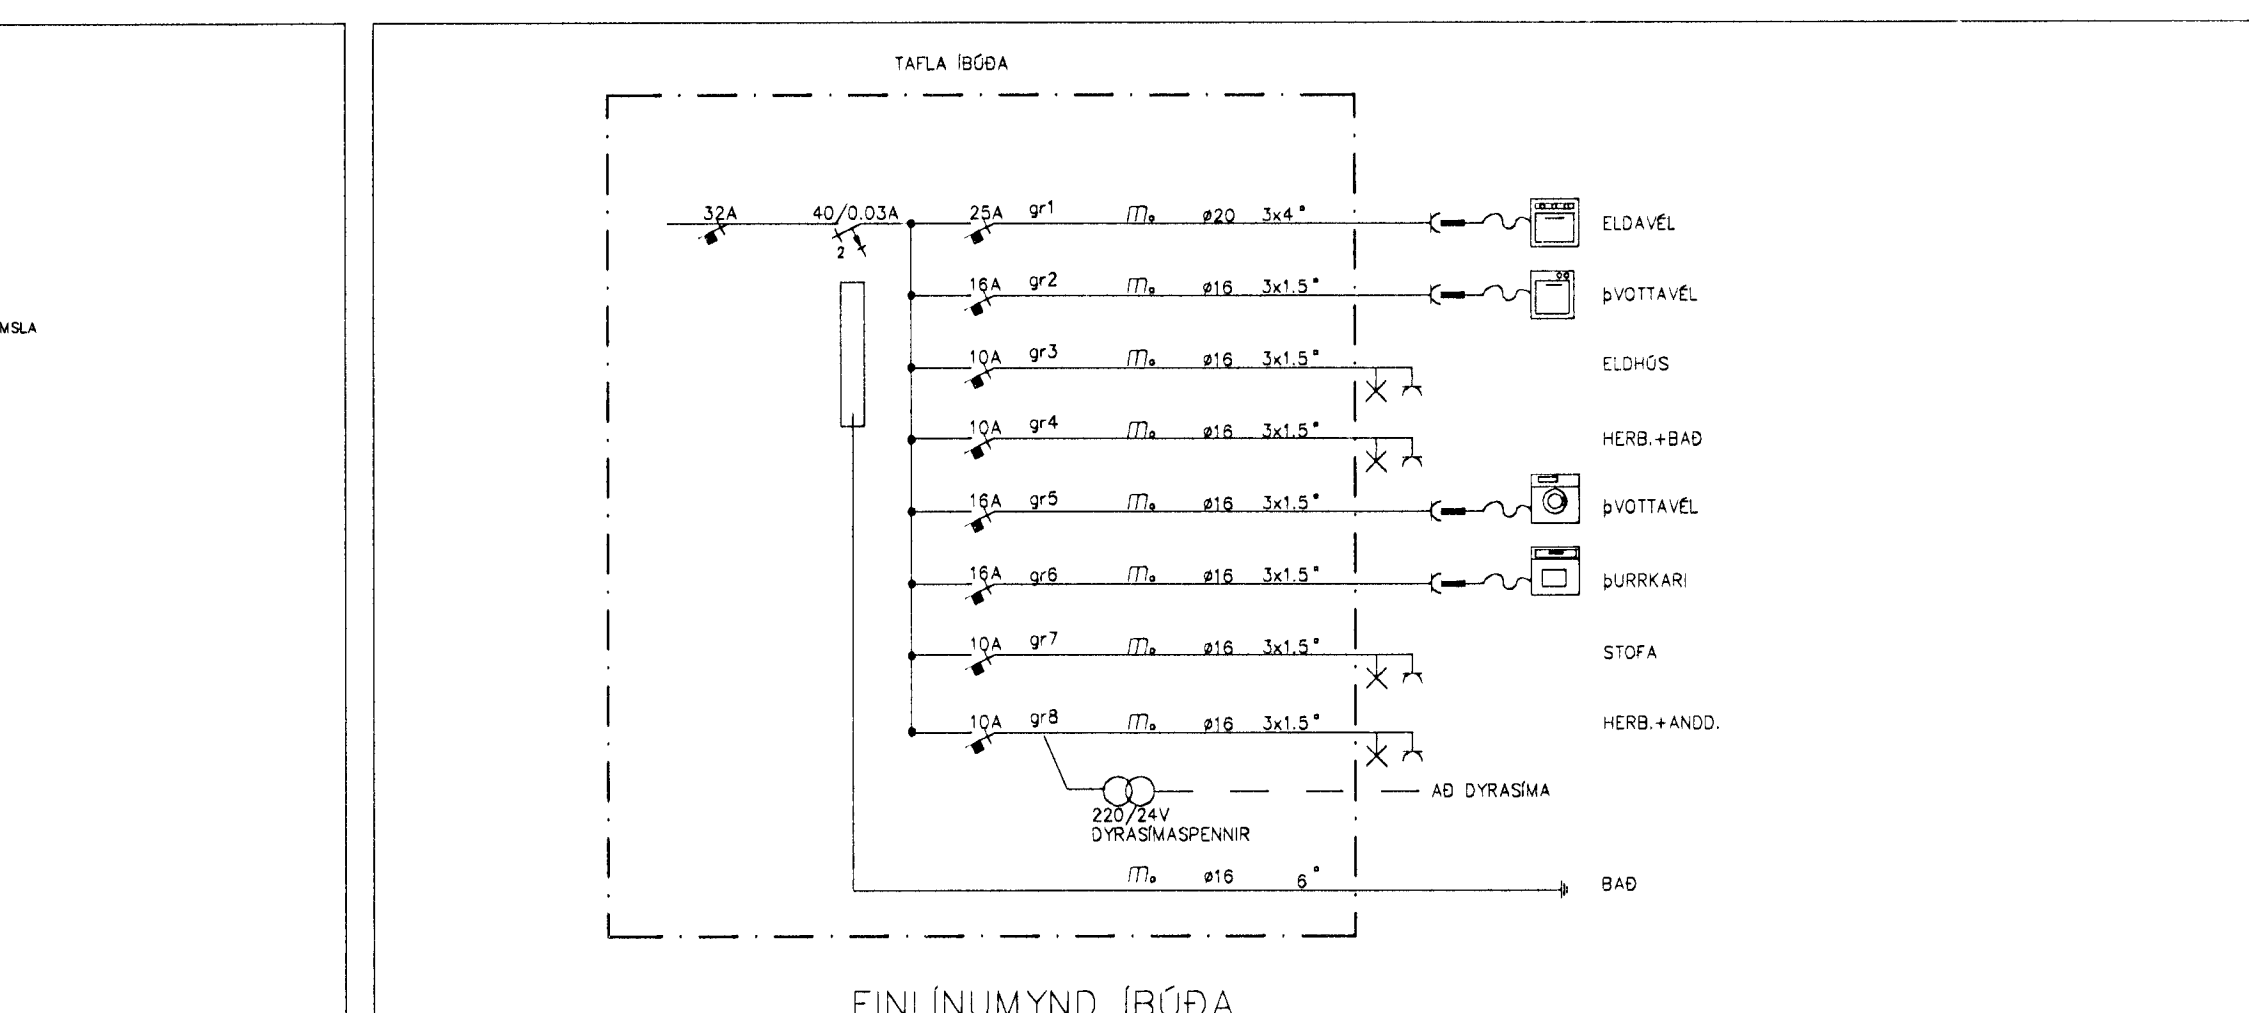 TAFLA ÍBÚÐA
32A 40/0.03A 25A gr1 m. ø20 3x4▫ ELDAVÉL
2
16A gr2 m. ø16 3x1.5▫ ÞVOTTAVÉL
MSLA
10A gr3 m. ø16 3x1.5▫ ELDHÚS
10A gr4 m. ø16 3x1.5▫ HERB.+BAÐ
16A gr5 m. ø16 3x1.5▫ ÞVOTTAVÉL
16A gr6 m. ø16 3x1.5▫ ÞURRKARI
10A gr7 m. ø16 3x1.5▫ STOFA
10A gr8 m. ø16 3x1.5▫ HERB.+ANDD.
AÐ DYRASÍMA
220/24V
DYRASÍMASPENNIR
m. ø16 6▫ BAÐ
EINLÍNUMYND ÍBÚÐA